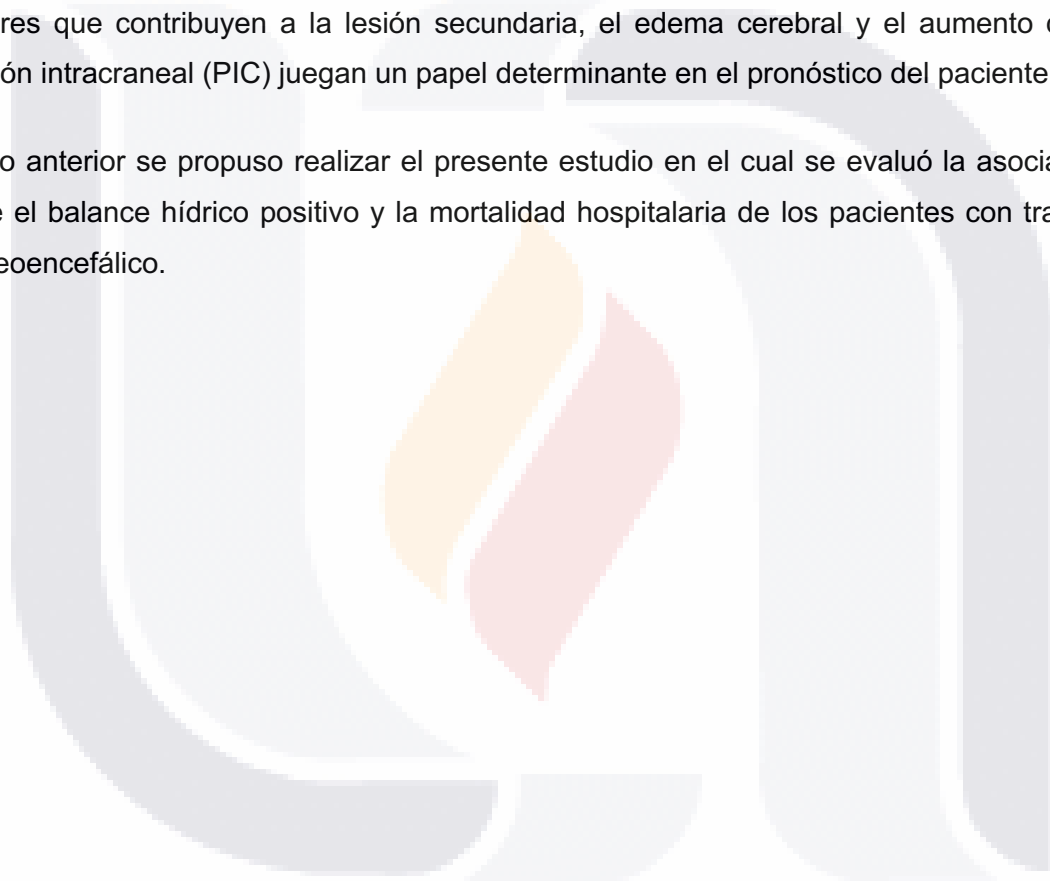 res que contribuyen a la lesión secundaria, el edema cerebral y el aumento
ón intracraneal (PIC) juegan un papel determinante en el pronóstico del paciente
o anterior se propuso realizar el presente estudio en el cual se evaluó la asocia
e el balance hídrico positivo y la mortalidad hospitalaria de los pacientes con tra
eoencefálico.